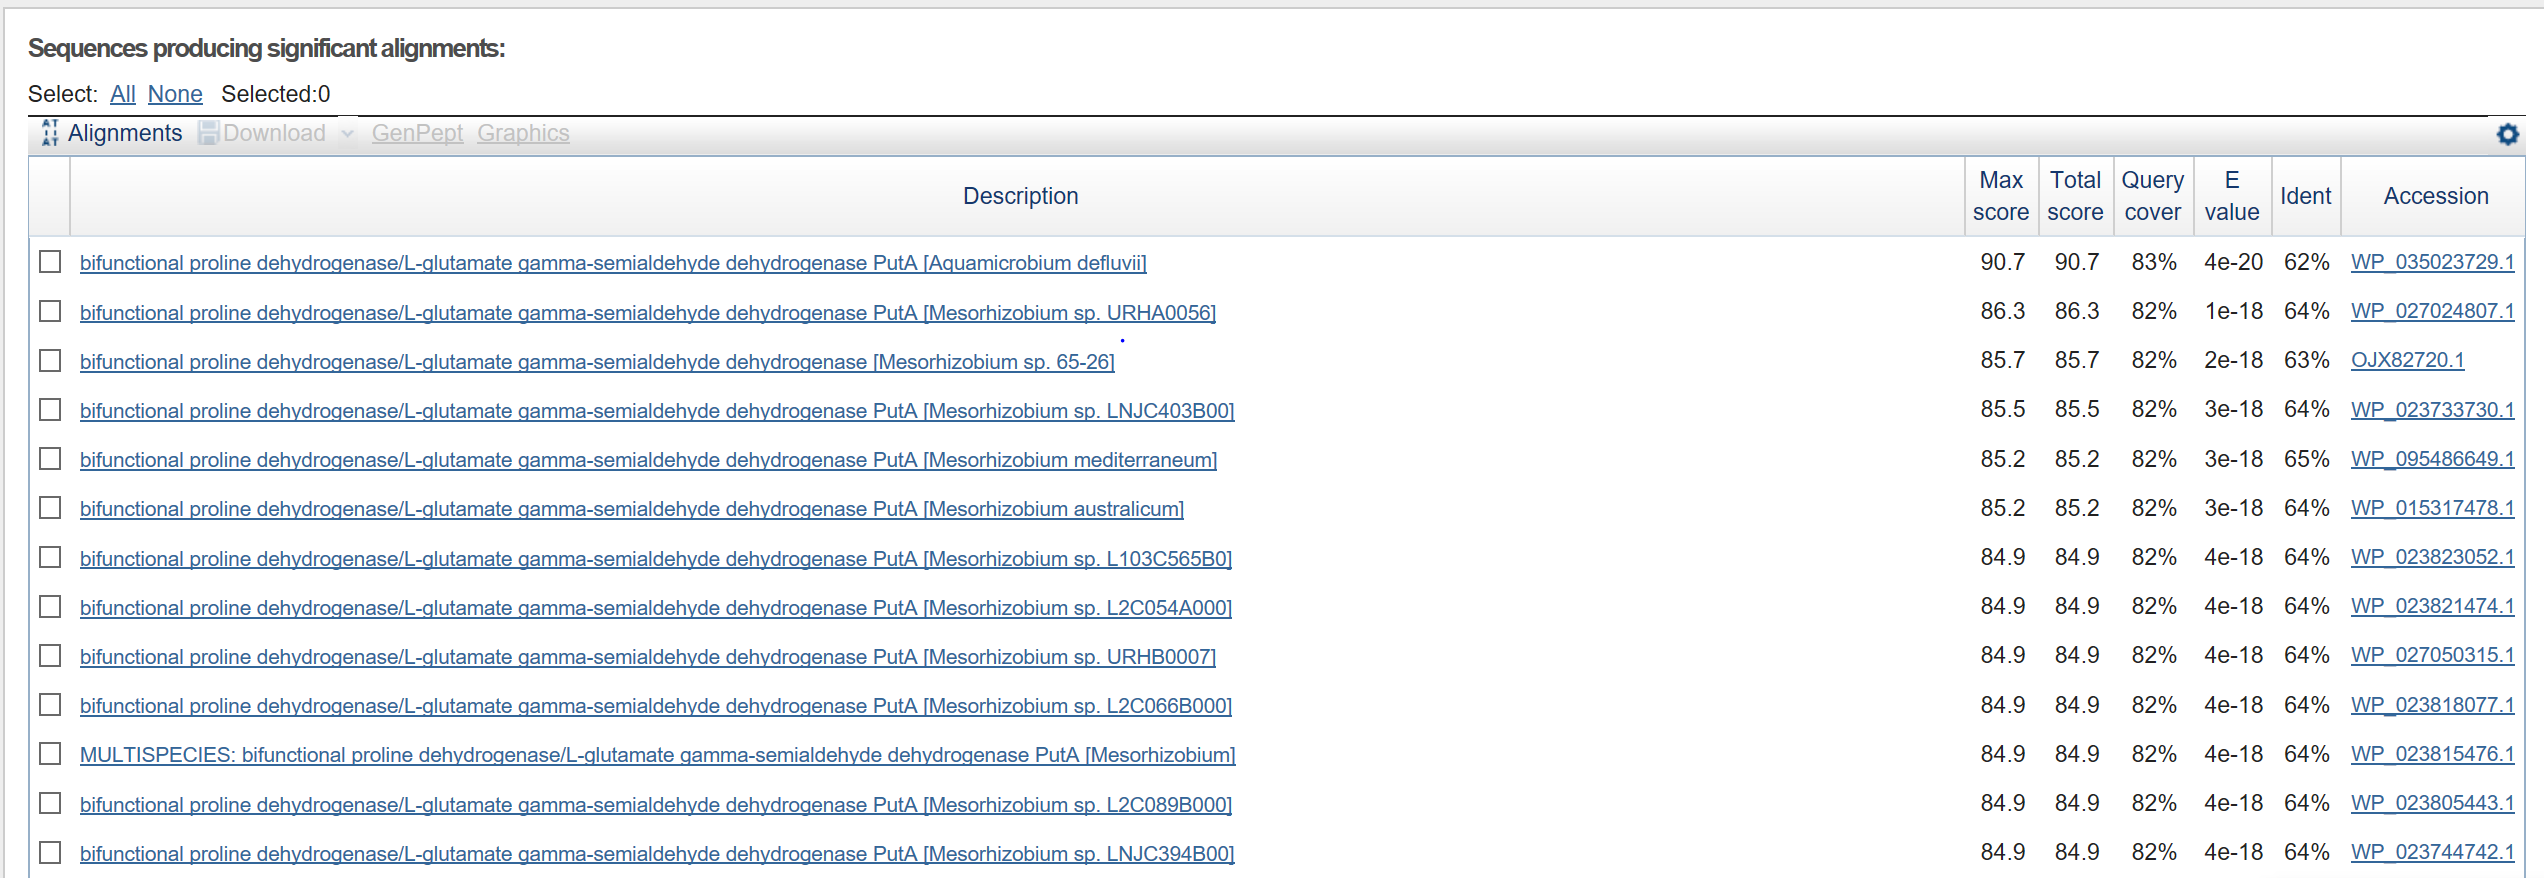 Sequences producing significant alignments:
Select: All None Selected:0
Alignments Download GenPept Graphics
Description Max score Total score Query cover E value Ident Accession
bifunctional proline dehydrogenase/L-glutamate gamma-semialdehyde dehydrogenase PutA [Aquamicrobium defluvii] 90.7 90.7 83% 4e-20 62% WP_035023729.1
bifunctional proline dehydrogenase/L-glutamate gamma-semialdehyde dehydrogenase PutA [Mesorhizobium sp. URHA0056] 86.3 86.3 82% 1e-18 64% WP_027024807.1
bifunctional proline dehydrogenase/L-glutamate gamma-semialdehyde dehydrogenase [Mesorhizobium sp. 65-26] 85.7 85.7 82% 2e-18 63% OJX82720.1
bifunctional proline dehydrogenase/L-glutamate gamma-semialdehyde dehydrogenase PutA [Mesorhizobium sp. LNJC403B00] 85.5 85.5 82% 3e-18 64% WP_023733730.1
bifunctional proline dehydrogenase/L-glutamate gamma-semialdehyde dehydrogenase PutA [Mesorhizobium mediterraneum] 85.2 85.2 82% 3e-18 65% WP_095486649.1
bifunctional proline dehydrogenase/L-glutamate gamma-semialdehyde dehydrogenase PutA [Mesorhizobium australicum] 85.2 85.2 82% 3e-18 64% WP_015317478.1
bifunctional proline dehydrogenase/L-glutamate gamma-semialdehyde dehydrogenase PutA [Mesorhizobium sp. L103C565B0] 84.9 84.9 82% 4e-18 64% WP_023823052.1
bifunctional proline dehydrogenase/L-glutamate gamma-semialdehyde dehydrogenase PutA [Mesorhizobium sp. L2C054A000] 84.9 84.9 82% 4e-18 64% WP_023821474.1
bifunctional proline dehydrogenase/L-glutamate gamma-semialdehyde dehydrogenase PutA [Mesorhizobium sp. URHB0007] 84.9 84.9 82% 4e-18 64% WP_027050315.1
bifunctional proline dehydrogenase/L-glutamate gamma-semialdehyde dehydrogenase PutA [Mesorhizobium sp. L2C066B000] 84.9 84.9 82% 4e-18 64% WP_023818077.1
MULTISPECIES: bifunctional proline dehydrogenase/L-glutamate gamma-semialdehyde dehydrogenase PutA [Mesorhizobium] 84.9 84.9 82% 4e-18 64% WP_023815476.1
bifunctional proline dehydrogenase/L-glutamate gamma-semialdehyde dehydrogenase PutA [Mesorhizobium sp. L2C089B000] 84.9 84.9 82% 4e-18 64% WP_023805443.1
bifunctional proline dehydrogenase/L-glutamate gamma-semialdehyde dehydrogenase PutA [Mesorhizobium sp. LNJC394B00] 84.9 84.9 82% 4e-18 64% WP_023744742.1